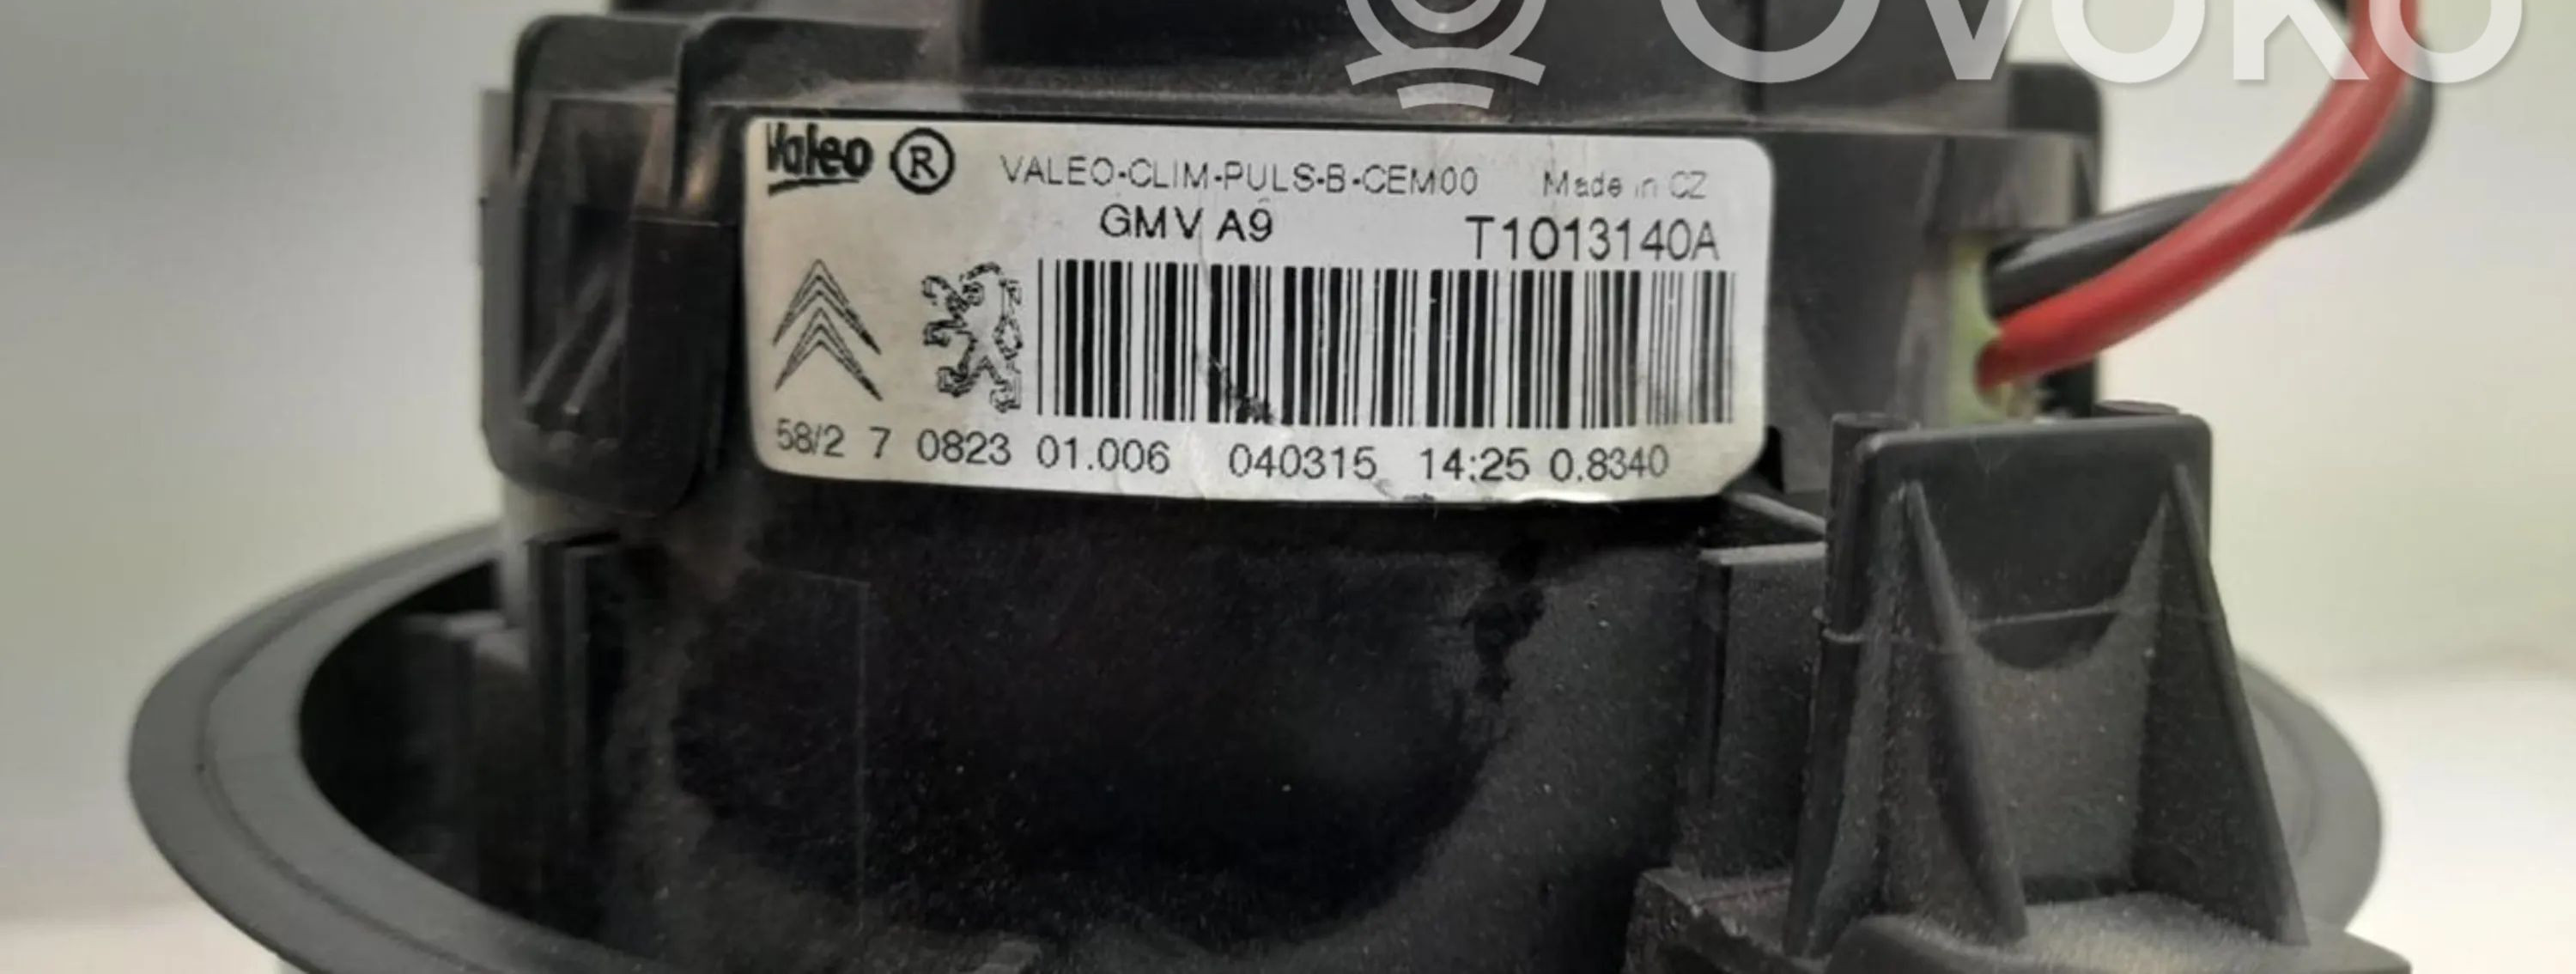 OVOKO
Valeo ® VALEO-CLIM-PULS-B-CEM00 Made in CZ
GMV A9 T1013140A
58/2 7 0823 01.006 040315 14:25 0.8340